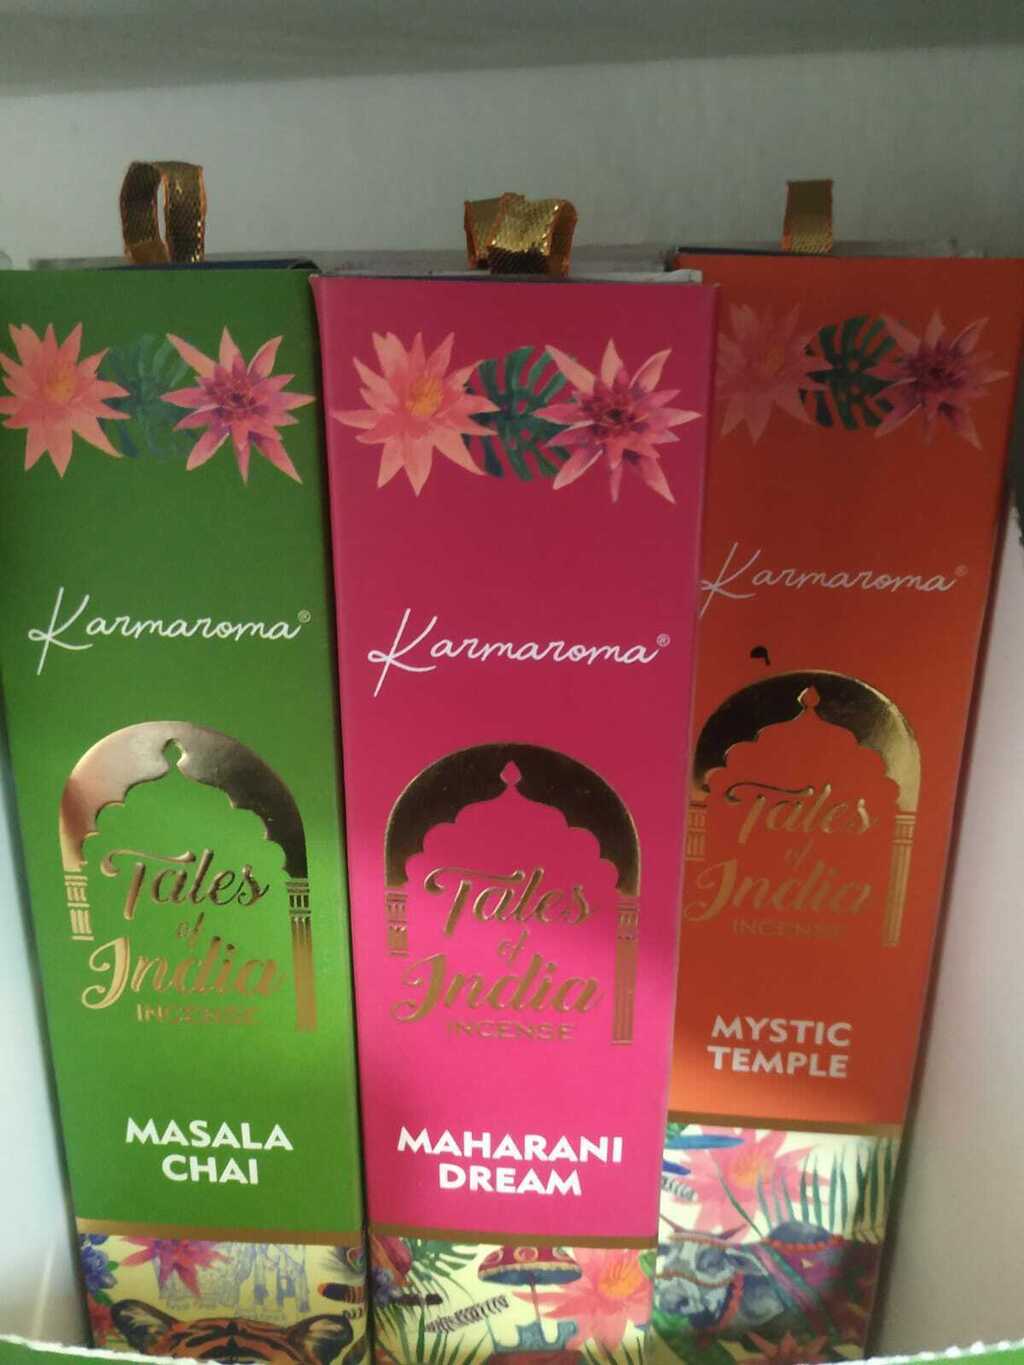 Karmaroma®
Tales
of
India
INCENSE
MASALA
CHAI
Karmaroma®
Tales
of
India
INCENSE
MAHARANI
DREAM
Karmaroma®
Tales
of
India
INCENSE
MYSTIC
TEMPLE